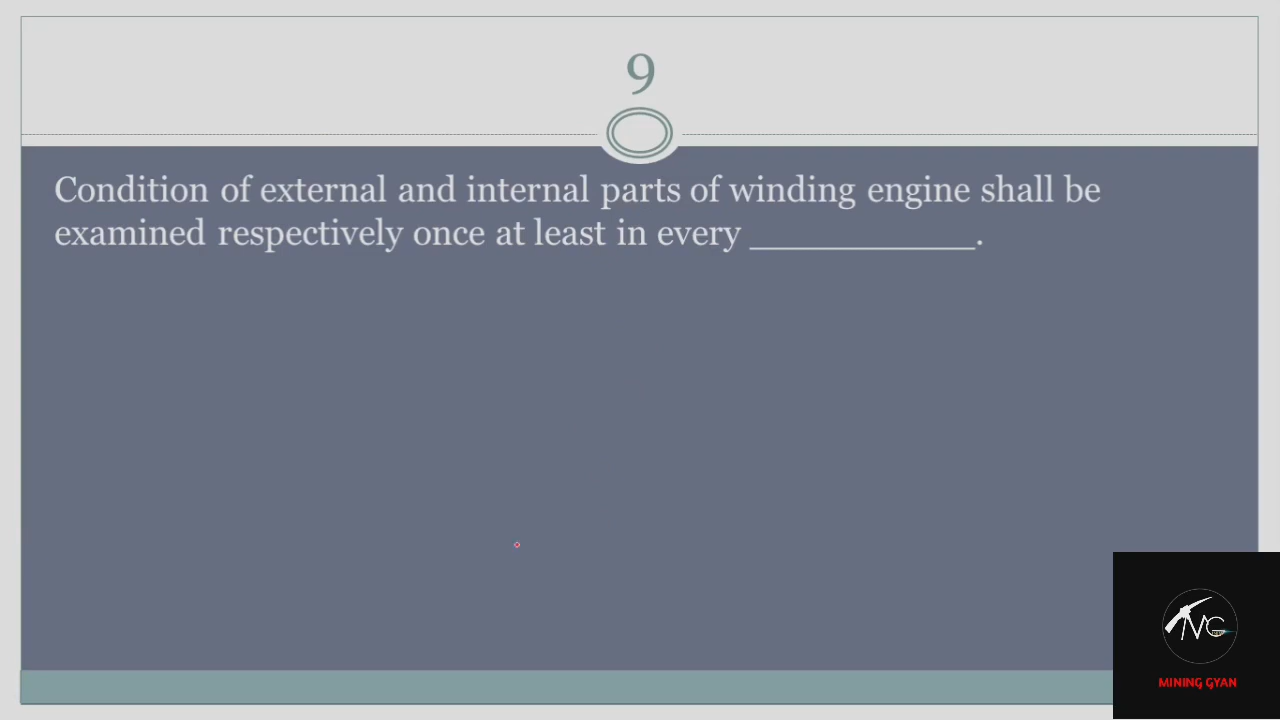 9
Condition of external and internal parts of winding engine shall be
examined respectively once at least in every ____________.
MG
MINING GYAN